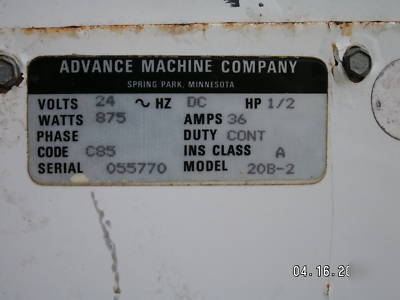 ADVANCE MACHINE COMPANY
SPRING PARK, MINNESOTA
VOLTS 24 ~ HZ DC HP 1/2
WATTS 875 AMPS 36
PHASE DUTY CONT
CODE C85 INS CLASS A
SERIAL 055770 MODEL 20B-2
04.16.20